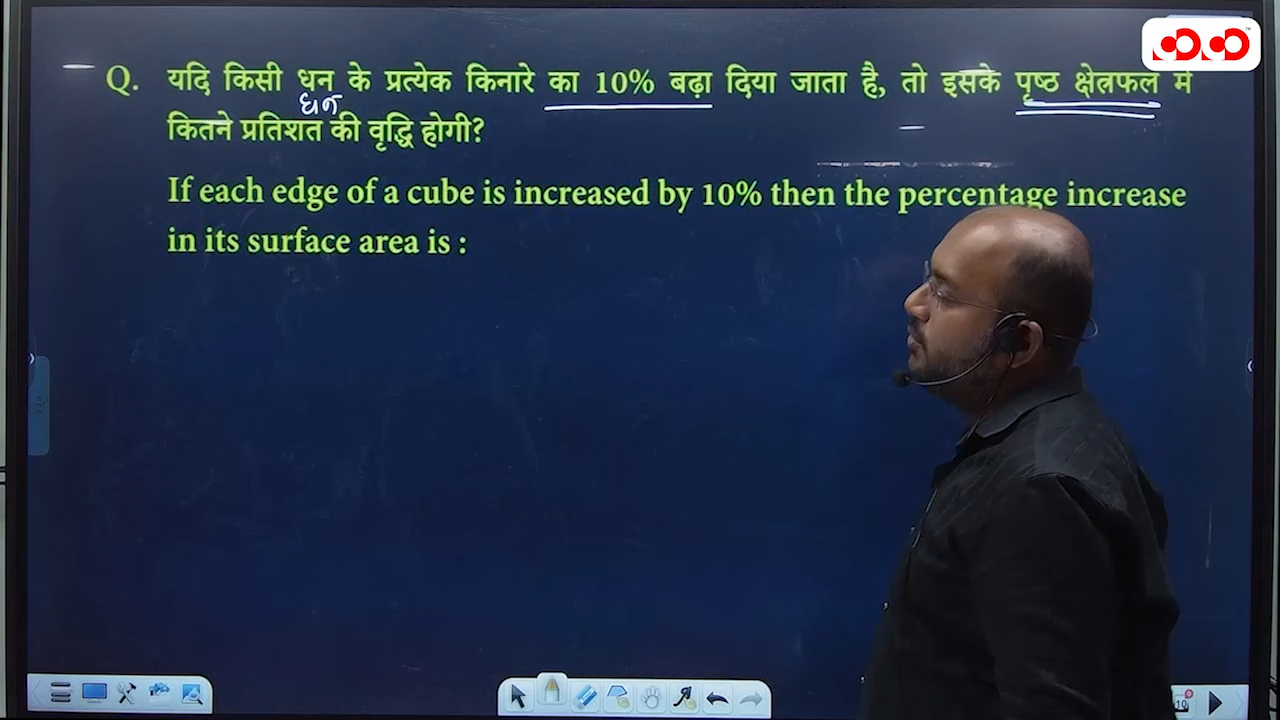 Q. यदि किसी धन के प्रत्येक किनारे का 10% बढ़ा दिया जाता है, तो इसके पृष्ठ क्षेत्रफल में
घन
कितने प्रतिशत की वृद्धि होगी?
If each edge of a cube is increased by 10% then the percentage increase
in its surface area is :